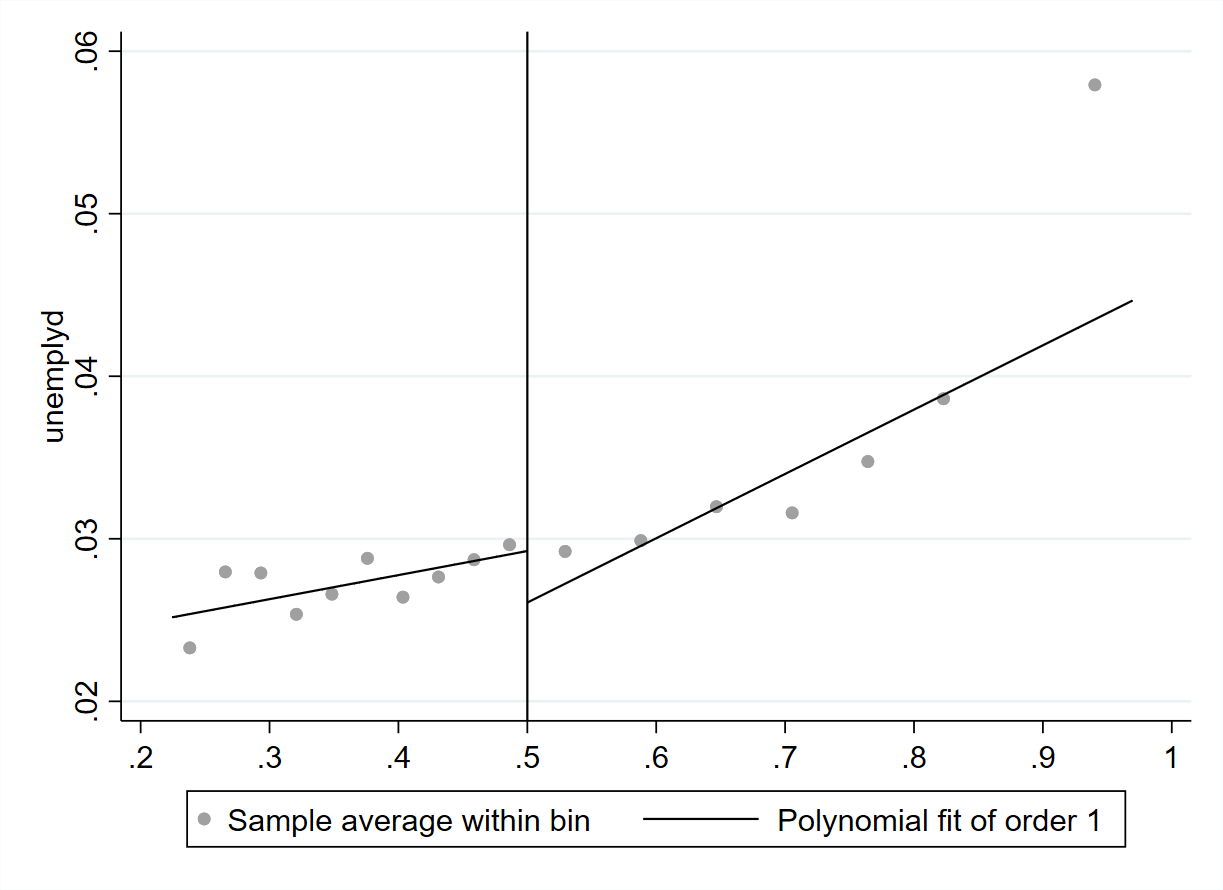 .06
.05
.04
.03
.02
unemplyd
.2 .3 .4 .5 .6 .7 .8 .9 1
Sample average within bin Polynomial fit of order 1